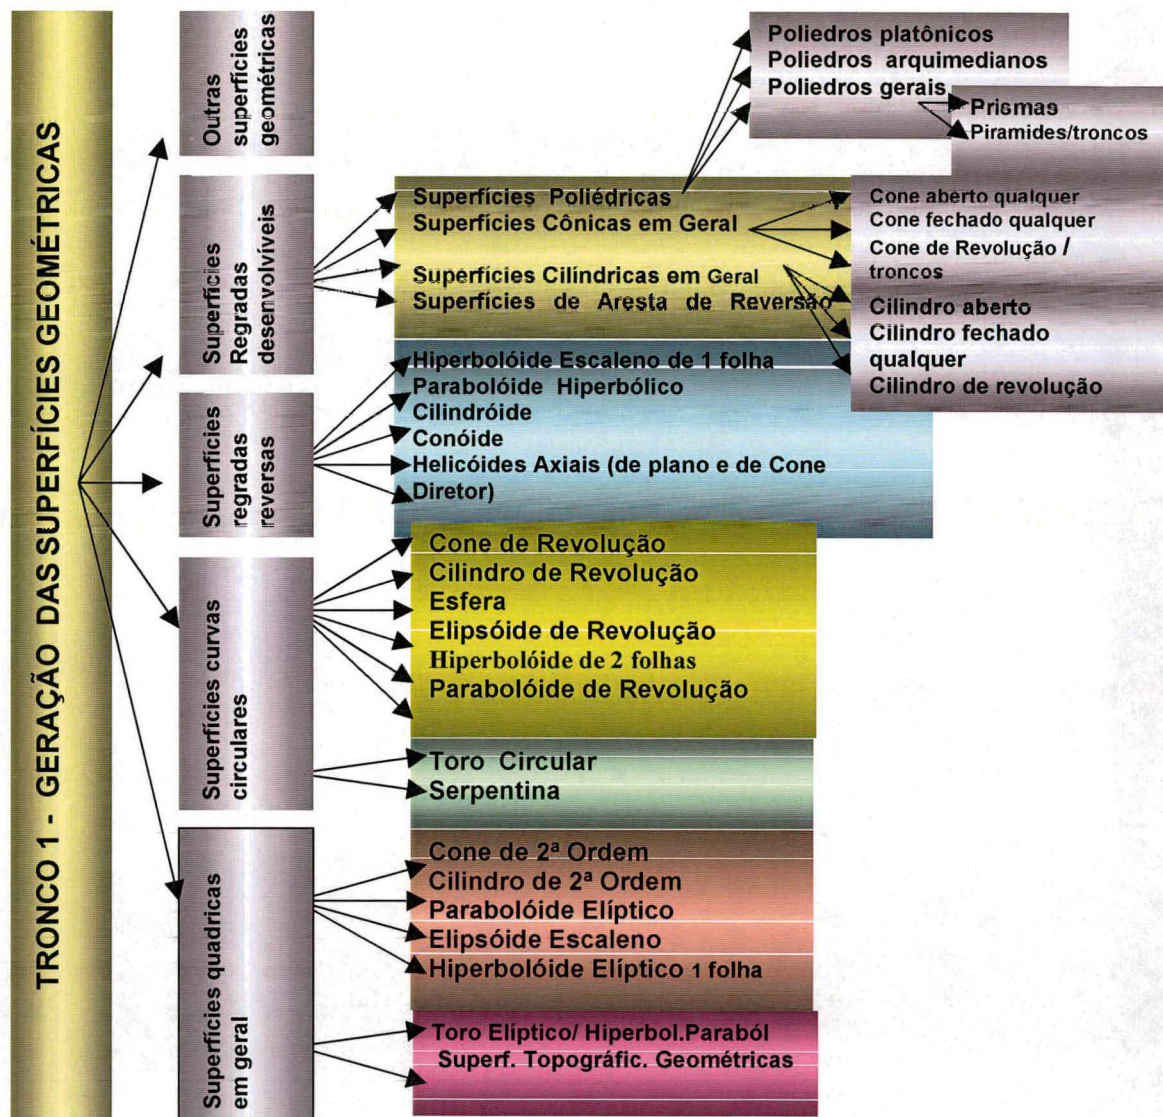 TRONCO 1 - GERAÇÃO DAS SUPERFÍCIES GEOMÉTRICAS
Outras
superfícies
geométricas
Superfícies
Regradas
desenvolvíveis
Superfícies
regradas
reversas
Superfícies curvas
circulares
Superfícies quadricas
em geral
Poliedros platônicos
Poliedros arquimedianos
Poliedros gerais
Prismas
Piramides/troncos
Superfícies Poliédricas
Superfícies Cônicas em Geral
Superfícies Cilíndricas em Geral
Superfícies de Aresta de Reversão
Cone aberto qualquer
Cone fechado qualquer
Cone de Revolução /
troncos
Cilindro aberto
Cilindro fechado
qualquer
Cilindro de revolução
Hiperbolóide Escaleno de 1 folha
Parabolóide Hiperbólico
Cilindróide
Conóide
Helicóides Axiais (de plano e de Cone
Diretor)
Cone de Revolução
Cilindro de Revolução
Esfera
Elipsóide de Revolução
Hiperbolóide de 2 folhas
Parabolóide de Revolução
Toro Circular
Serpentina
Cone de 2ª Ordem
Cilindro de 2ª Ordem
Parabolóide Elíptico
Elipsóide Escaleno
Hiperbolóide Elíptico 1 folha
Toro Elíptico/ Hiperbol.Paraból
Superf. Topográfic. Geométricas